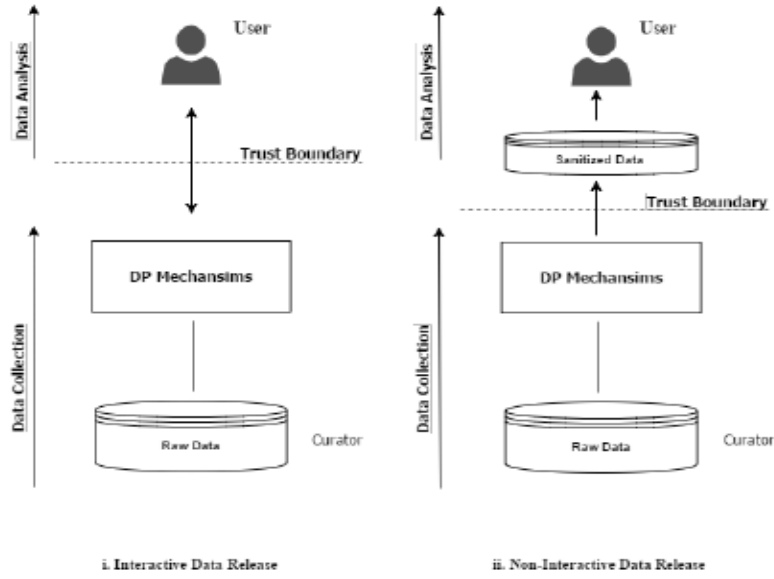 User
Data Analysis
Trust Boundary
DP Mechansims
Data Collection
Raw Data
Curator
i. Interactive Data Release
User
Data Analysis
Sanitized Data
Trust Boundary
DP Mechansims
Data Collection
Raw Data
Curator
ii. Non-Interactive Data Release